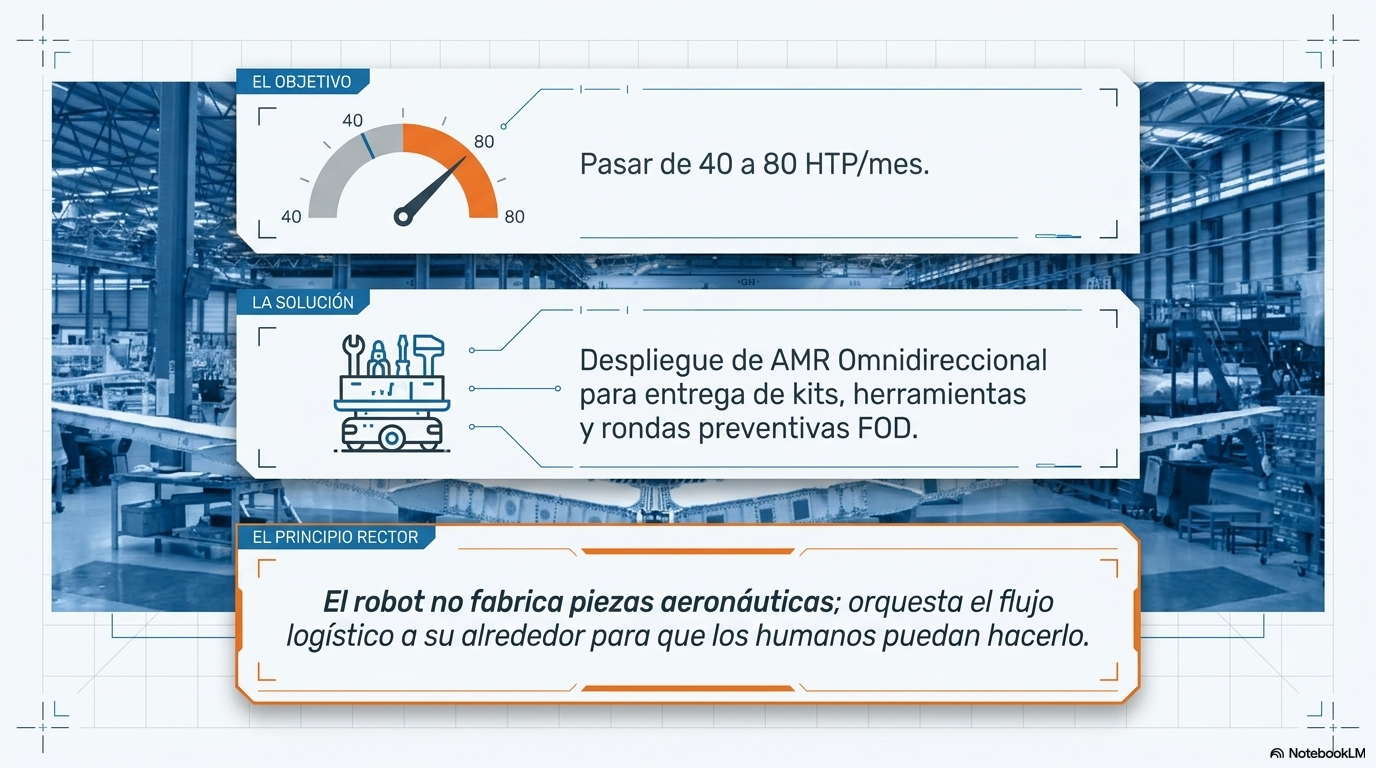 EL OBJETIVO
40
80
40
80
Pasar de 40 a 80 HTP/mes.
GH
LA SOLUCIÓN
Despliegue de AMR Omnidireccional
para entrega de kits, herramientas
y rondas preventivas FOD.
EL PRINCIPIO RECTOR
El robot no fabrica piezas aeronáuticas; orquesta el flujo
logístico a su alrededor para que los humanos puedan hacerlo.
NotebookLM